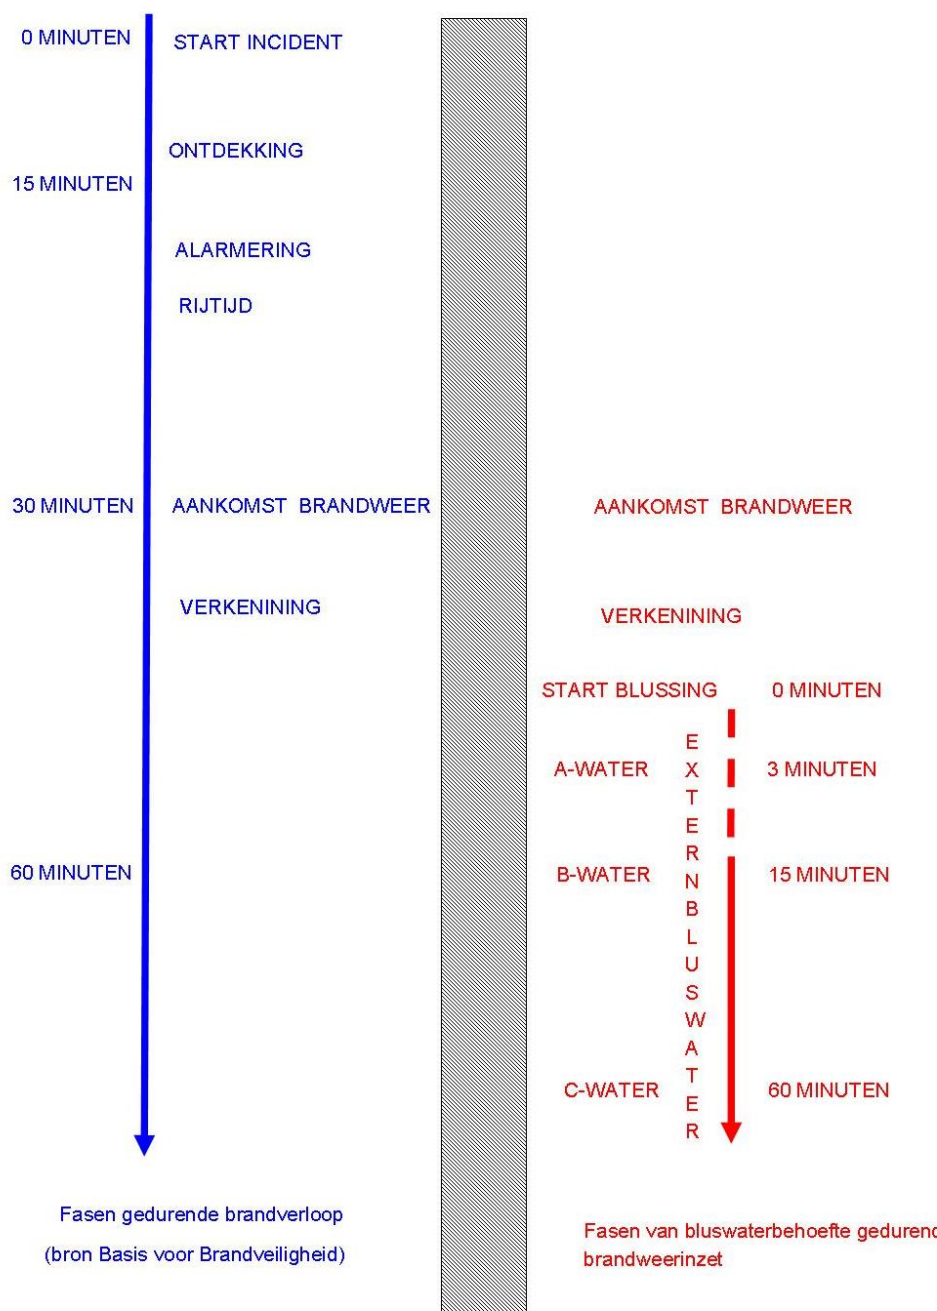 0 MINUTEN
START INCIDENT
ONTDEKKING
15 MINUTEN
ALARMERING
RIJTIJD
30 MINUTEN
AANKOMST BRANDWEER
VERKENINING
60 MINUTEN
Fasen gedurende brandverloop
(bron Basis voor Brandveiligheid)
AANKOMST BRANDWEER
VERKENINING
START BLUSSING
0 MINUTEN
A-WATER
3 MINUTEN
B-WATER
15 MINUTEN
C-WATER
60 MINUTEN
EXTERNBLUSWATER
Fasen van bluswaterbehoefte gedurend
brandweerinzet